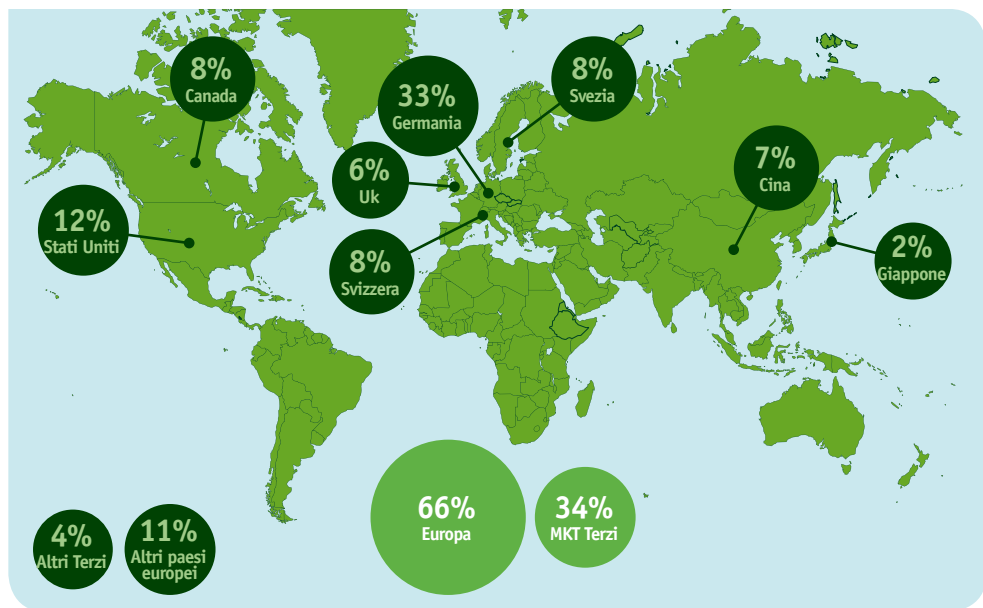 8%
Canada
33%
Germania
8%
Svezia
6%
Uk
7%
Cina
12%
Stati Uniti
8%
Svizzera
2%
Giappone
66%
Europa
34%
MKT Terzi
4%
Altri Terzi
11%
Altri paesi
europei